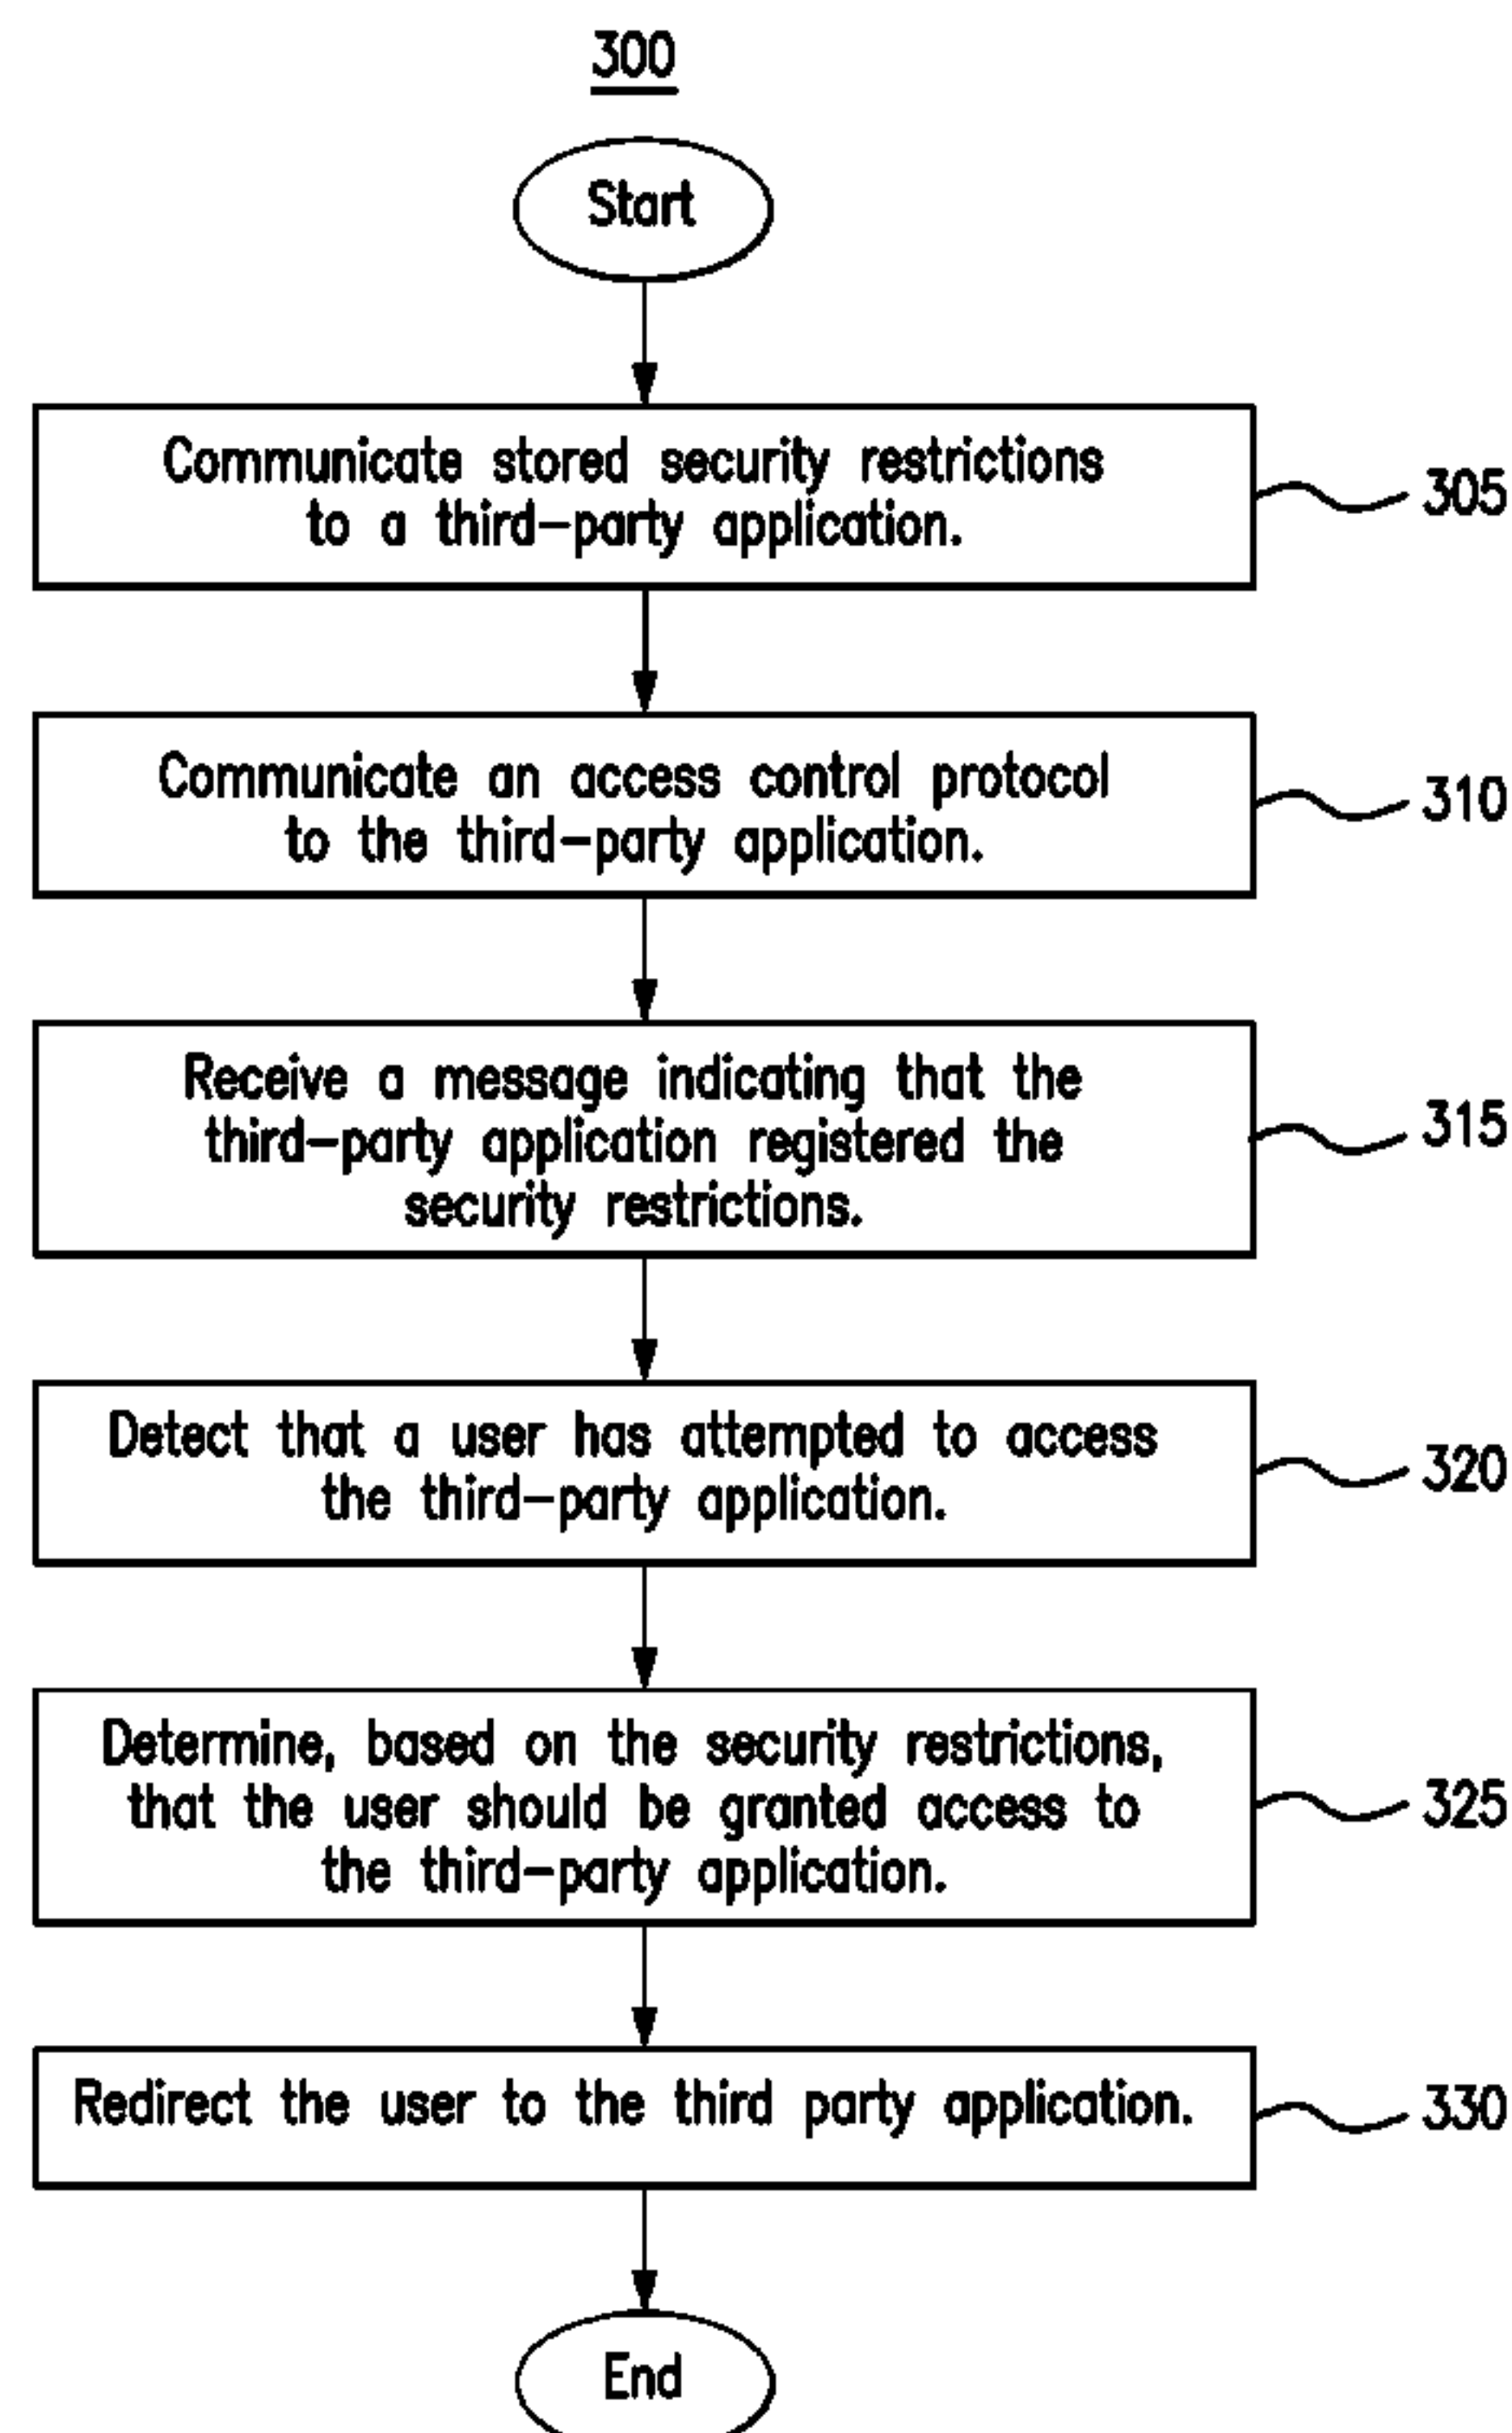 300
Start
Communicate stored security restrictions
to a third-party application.
305
Communicate an access control protocol
to the third-party application.
310
Receive a message indicating that the
third-party application registered the
security restrictions.
315
Detect that a user has attempted to access
the third-party application.
320
Determine, based on the security restrictions,
that the user should be granted access to
the third-party application.
325
Redirect the user to the third party application.
330
End